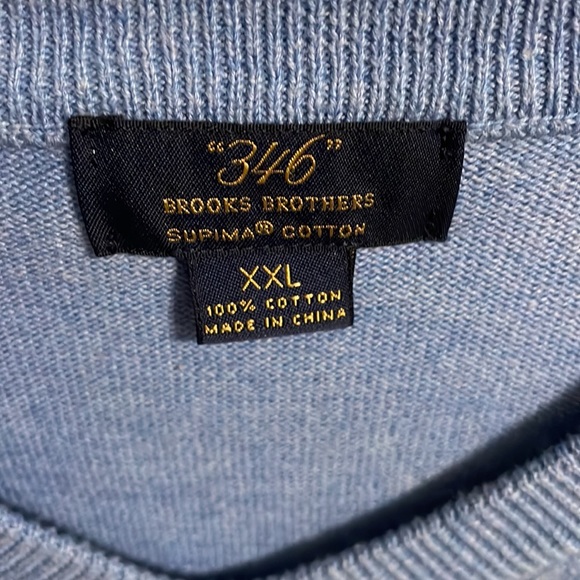 "346"
BROOKS BROTHERS
SUPIMA® COTTON
XXL
100% COTTON
MADE IN CHINA